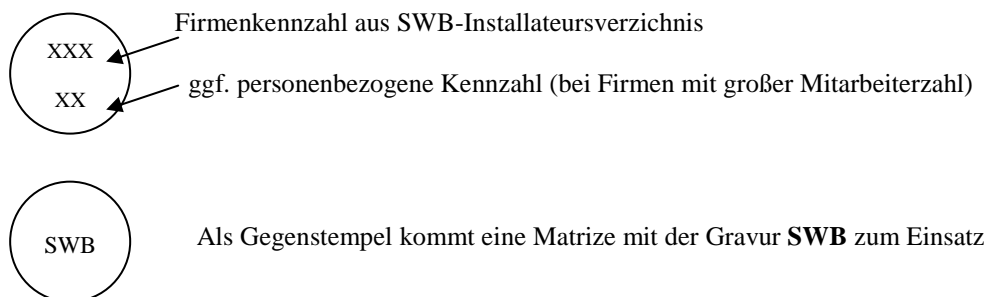 Firmenkennzahl aus SWB-Installateursverzichnis
XXX
ggf. personenbezogene Kennzahl (bei Firmen mit großer Mitarbeiterzahl)
XX
SWB
Als Gegenstempel kommt eine Matrize mit der Gravur SWB zum Einsatz